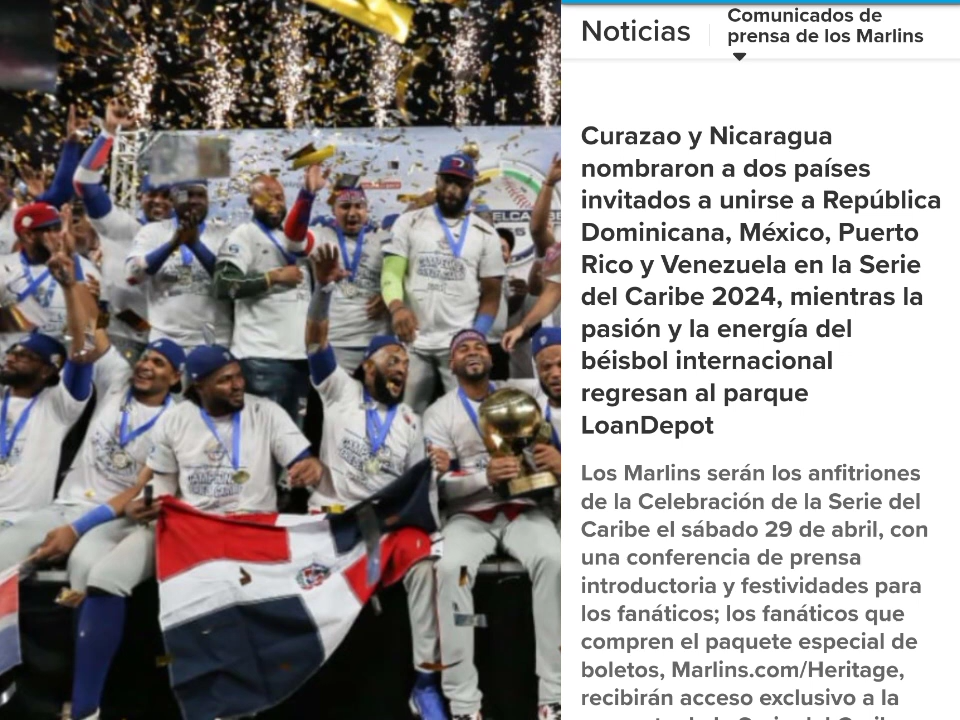 Noticias
Comunicados de
prensa de los Marlins
Curazao y Nicaragua
nombraron a dos países
invitados a unirse a República
Dominicana, México, Puerto
Rico y Venezuela en la Serie
del Caribe 2024, mientras la
pasión y la energía del
béisbol internacional
regresan al parque
LoanDepot
Los Marlins serán los anfitriones
de la Celebración de la Serie del
Caribe el sábado 29 de abril, con
una conferencia de prensa
introductoria y festividades para
los fanáticos; los fanáticos que
compren el paquete especial de
boletos, Marlins.com/Heritage,
recibirán acceso exclusivo a la